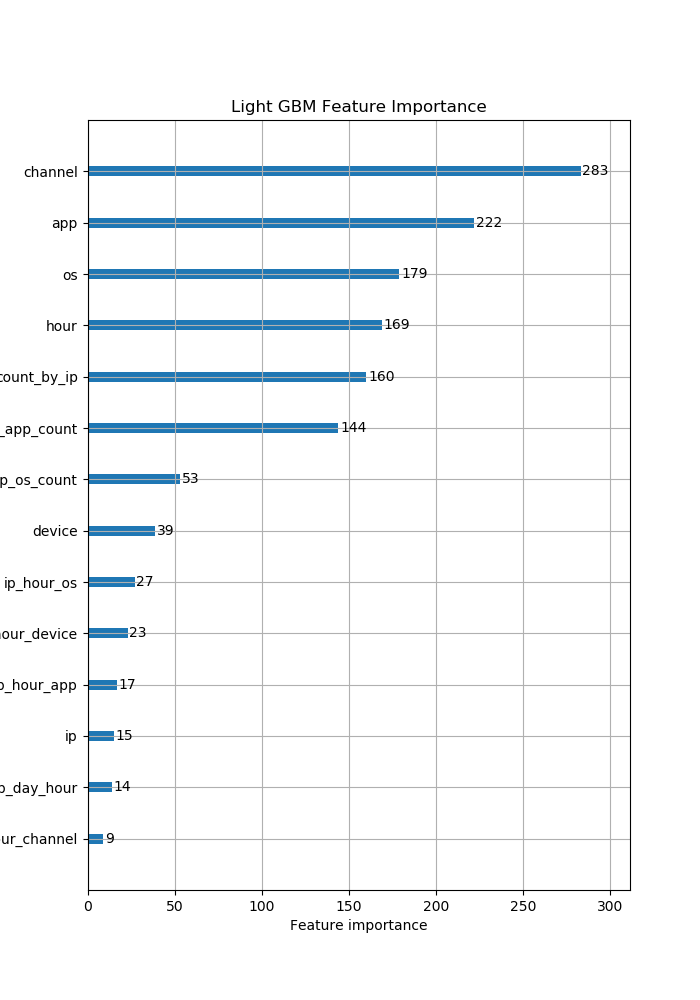 Light GBM Feature Importance
channel 283
app 222
os 179
hour 169
count_by_ip 160
_app_count 144
p_os_count 53
device 39
ip_hour_os 27
hour_device 23
p_hour_app 17
ip 15
p_day_hour 14
ur_channel 9
0 50 100 150 200 250 300
Feature importance